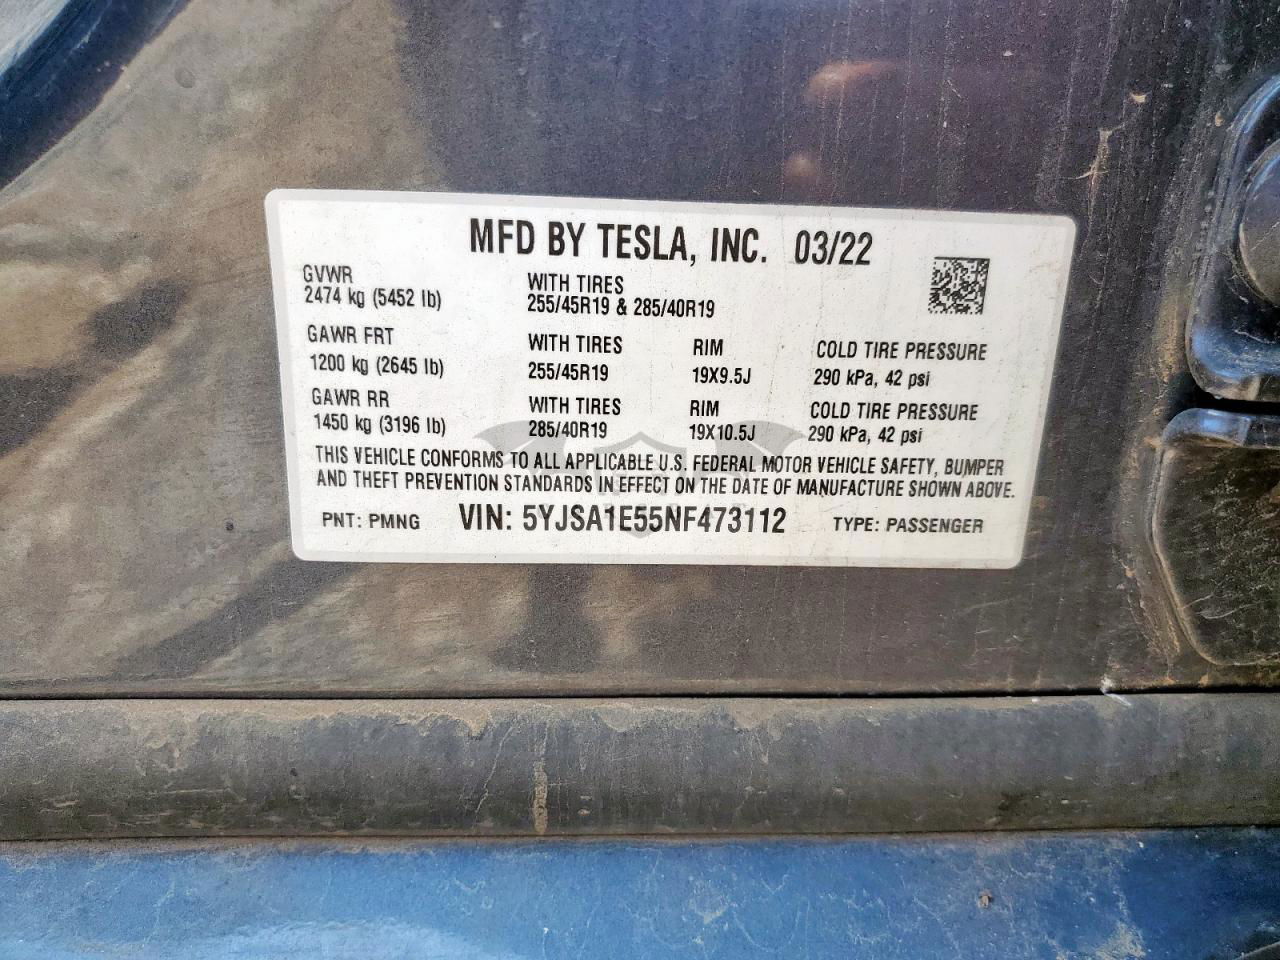 MFD BY TESLA, INC. 03/22
GVWR
2474 kg (5452 lb)
WITH TIRES
255/45R19 & 285/40R19
GAWR FRT WITH TIRES RIM COLD TIRE PRESSURE
1200 kg (2645 lb) 255/45R19 19X9.5J 290 kPa, 42 psi
GAWR RR WITH TIRES RIM COLD TIRE PRESSURE
1450 kg (3196 lb) 285/40R19 19X10.5J 290 kPa, 42 psi
THIS VEHICLE CONFORMS TO ALL APPLICABLE U.S. FEDERAL MOTOR VEHICLE SAFETY, BUMPER
AND THEFT PREVENTION STANDARDS IN EFFECT ON THE DATE OF MANUFACTURE SHOWN ABOVE.
PNT: PMNG VIN: 5YJSA1E55NF473112 TYPE: PASSENGER